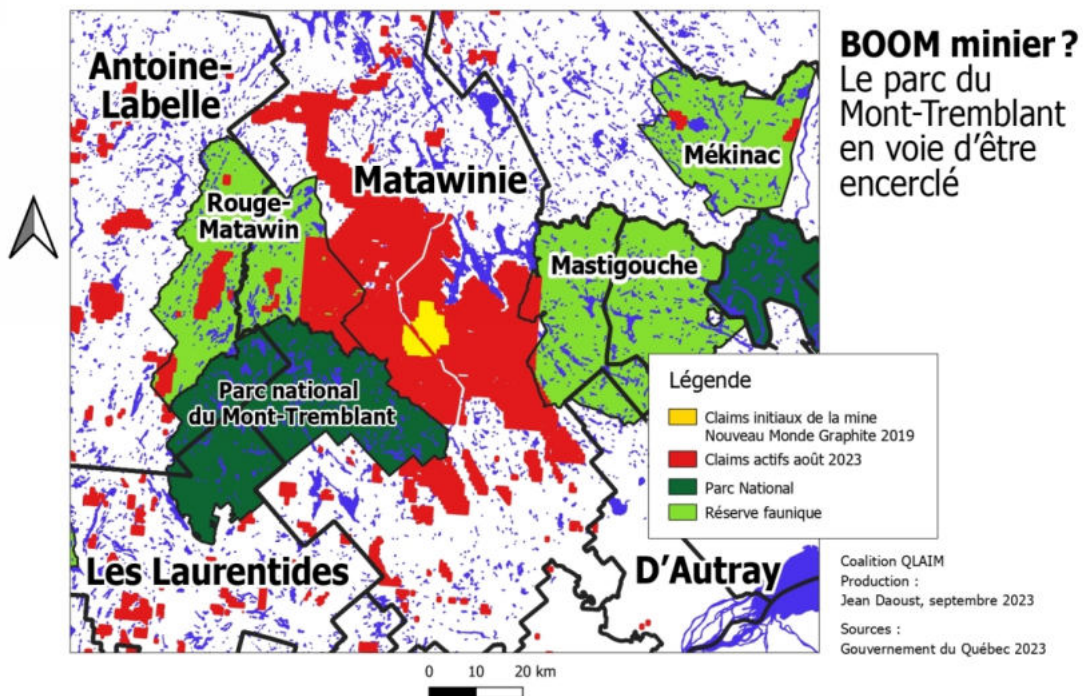 BOOM minier ?
Le parc du
Mont-Tremblant
en voie d'être
encerclé
Antoine-
Labelle
Matawinie
Mékinac
Rouge-
Matawin
Mastigouche
Parc national
du Mont-Tremblant
Les Laurentides
D'Autray
Légende
Claims initiaux de la mine
Nouveau Monde Graphite 2019
Claims actifs août 2023
Parc National
Réserve faunique
Coalition QLAIM
Production :
Jean Daoust, septembre 2023
Sources :
Gouvernement du Québec 2023
0 10 20 km